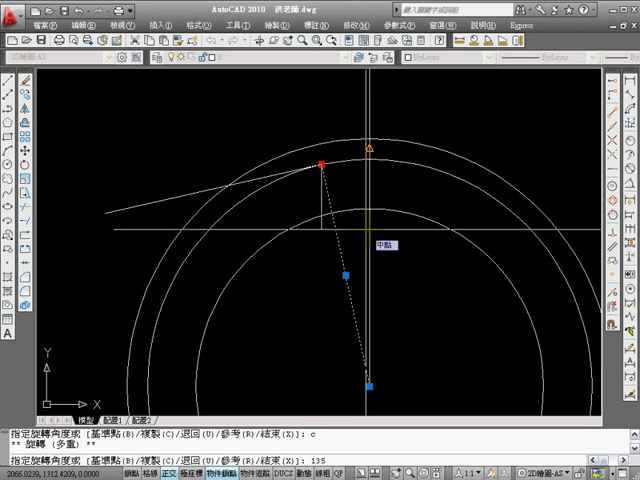 AutoCAD 2010 洪老師.dwg
鍵入關鍵字或片語
檔案(F) 編輯(E) 檢視(V) 插入(I) 格式(O) 工具(T) 繪製(D) 標註(N) 修改(M) 參數式(P) 視窗(W) 說明(H) Express
2D繪圖-AS 0 ByLayer ByLayer
中點
Y
X
模型 配置1 配置2
指定旋轉角度或 [基準點(B)/複製(C)/退回(U)/參考(R)/結束(X)]: c
** 旋轉 (多重) **
指定旋轉角度或 [基準點(B)/複製(C)/退回(U)/參考(R)/結束(X)]: 135
2066.0239, 1312.4209, 0.0000 鎖點 格線 正交 極座標 物件鎖點 物件追蹤 DUCS 動態 線粗 QP 模型 1:1 2D繪圖-AS